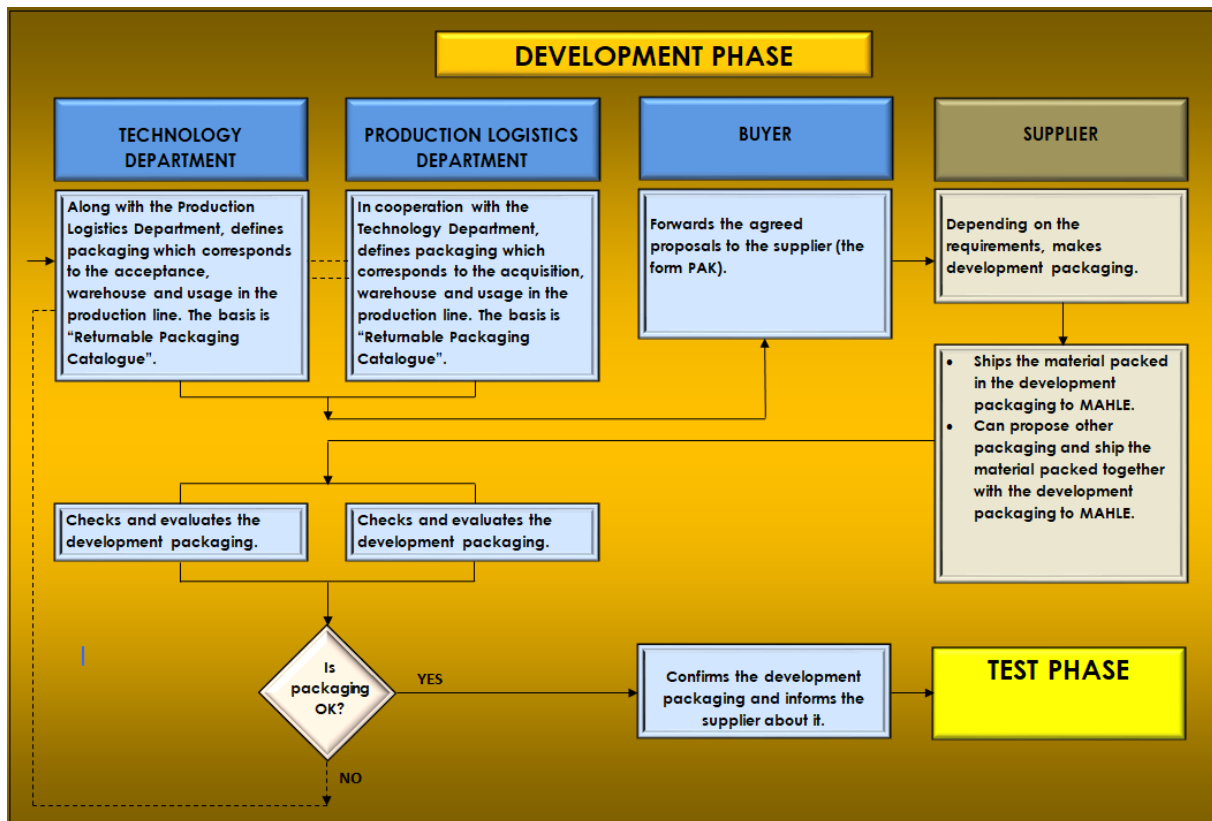 DEVELOPMENT PHASE
TECHNOLOGY
DEPARTMENT
PRODUCTION LOGISTICS
DEPARTMENT
BUYER
SUPPLIER
Along with the Production
Logistics Department, defines
packaging which corresponds
to the acceptance,
warehouse and usage in the
production line. The basis is
“Returnable Packaging
Catalogue”.
In cooperation with the
Technology Department,
defines packaging which
corresponds to the acquisition,
warehouse and usage in the
production line. The basis is
“Returnable Packaging
Catalogue”.
Forwards the agreed
proposals to the supplier (the
form PAK).
Depending on the
requirements, makes
development packaging.
• Ships the material packed
in the development
packaging to MAHLE.
• Can propose other
packaging and ship the
material packed together
with the development
packaging to MAHLE.
Checks and evaluates the
development packaging.
Checks and evaluates the
development packaging.
Is
packaging
OK?
YES
NO
Confirms the development
packaging and informs the
supplier about it.
TEST PHASE